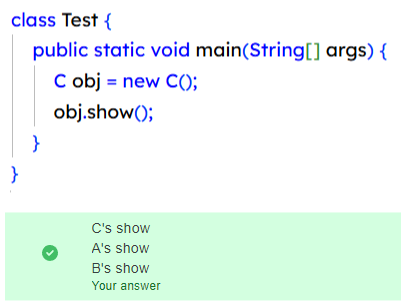 class Test {
public static void main(String[] args) {
C obj = new C();
obj.show();
}
}
C's show
A's show
B's show
Your answer